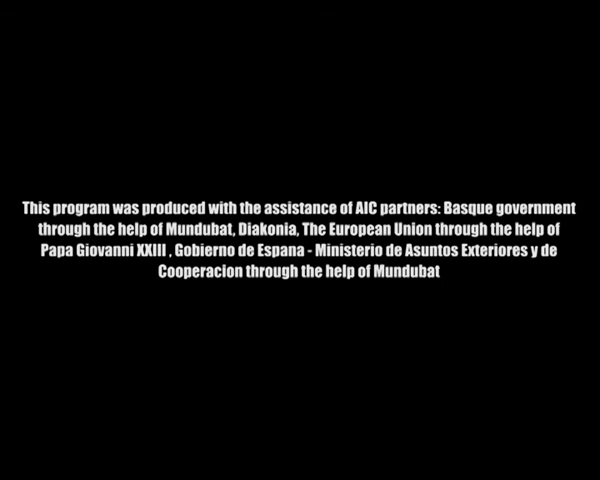 This program was produced with the assistance of AIC partners: Basque government
through the help of Mundubat, Diakonia, The European Union through the help of
Papa Giovanni XXIII , Gobierno de Espana - Ministerio de Asuntos Exteriores y de
Cooperacion through the help of Mundubat